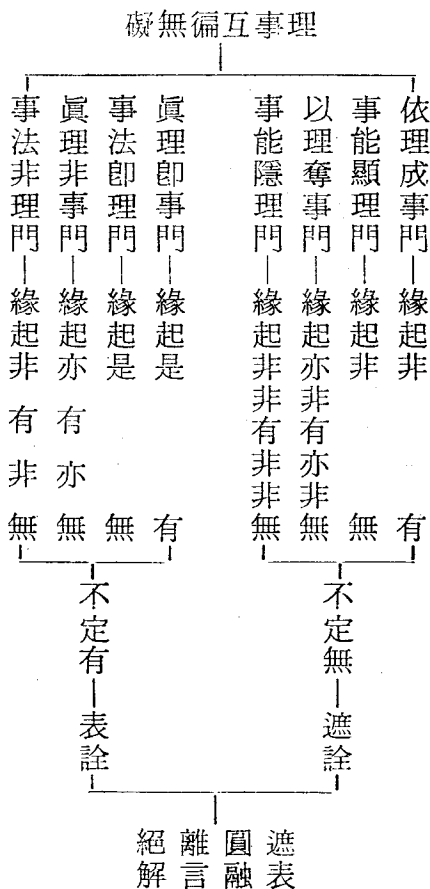 理事互徧無礙
依理成事門—緣起非有
事能顯理門—緣起非無
以理奪事門—緣起亦非有亦非無
事能隱理門—緣起非非有非非無
眞理卽事門—緣起是有
事法卽理門—緣起是無
眞理非事門—緣起亦有亦無
事法非理門—緣起非有非無
不定無—遮詮
不定有—表詮
遮表
圓融
離言
絕解